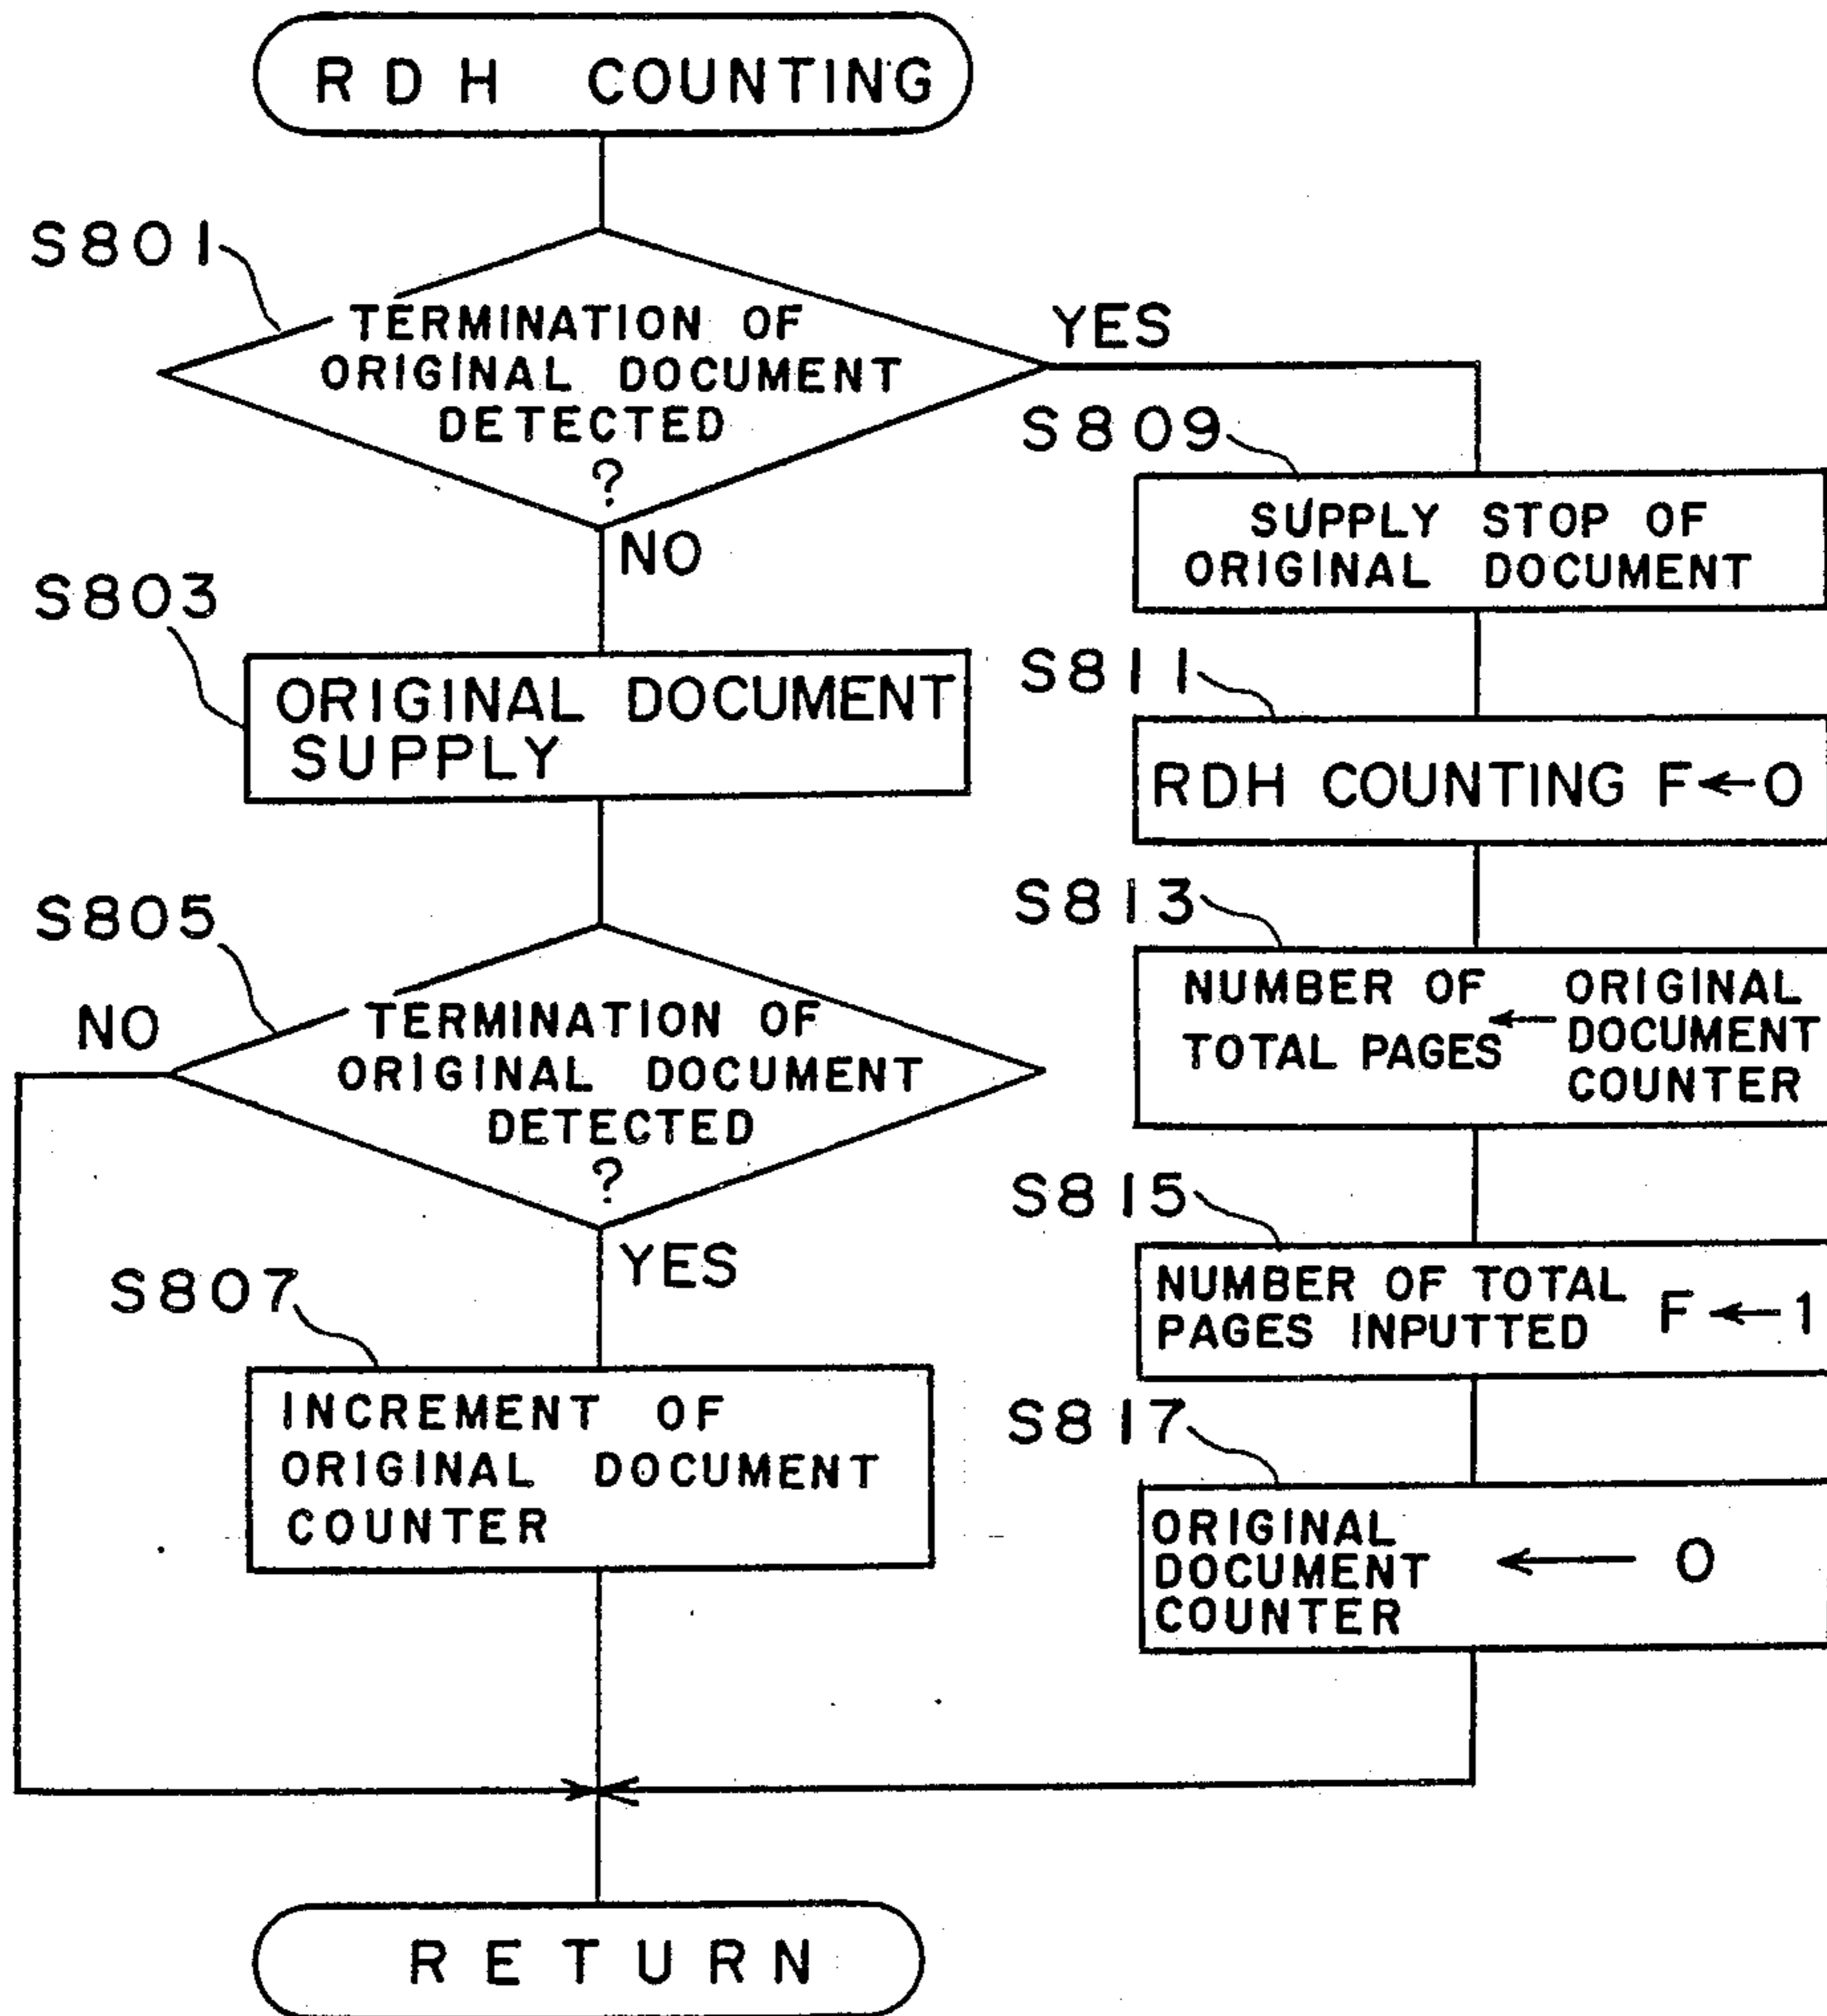 RDH COUNTING
S801
TERMINATION OF
ORIGINAL DOCUMENT
DETECTED
?
YES
NO
S803
ORIGINAL DOCUMENT
SUPPLY
S805
NO
TERMINATION OF
ORIGINAL DOCUMENT
DETECTED
?
YES
S807
INCREMENT OF
ORIGINAL DOCUMENT
COUNTER
S809
SUPPLY STOP OF
ORIGINAL DOCUMENT
S811
RDH COUNTING F←0
S813
NUMBER OF
TOTAL PAGES
←
ORIGINAL
DOCUMENT
COUNTER
S815
NUMBER OF TOTAL
PAGES INPUTTED
F←1
S817
ORIGINAL
DOCUMENT
COUNTER
← 0
RETURN